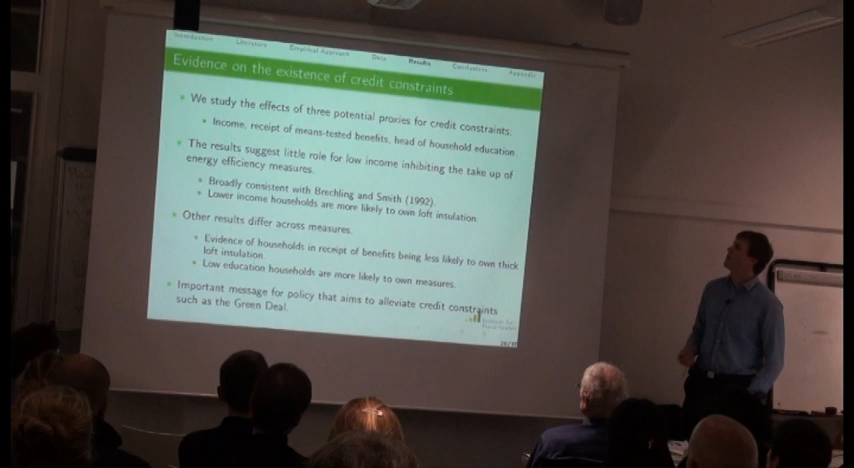 Introduction Literature Empirical Approach Data Results Conclusions Appendix
Evidence on the existence of credit constraints
We study the effects of three potential proxies for credit constraints:
Income, receipt of means-tested benefits, head of household education.
The results suggest little role for low income inhibiting the take up of
energy efficiency measures.
Broadly consistent with Brechling and Smith (1992).
Lower income households are more likely to own loft insulation.
Other results differ across measures.
Evidence of households in receipt of benefits being less likely to own thick
loft insulation.
Low education households are more likely to own measures.
Important message for policy that aims to alleviate credit constraints
such as the Green Deal.
Institute for
Fiscal Studies